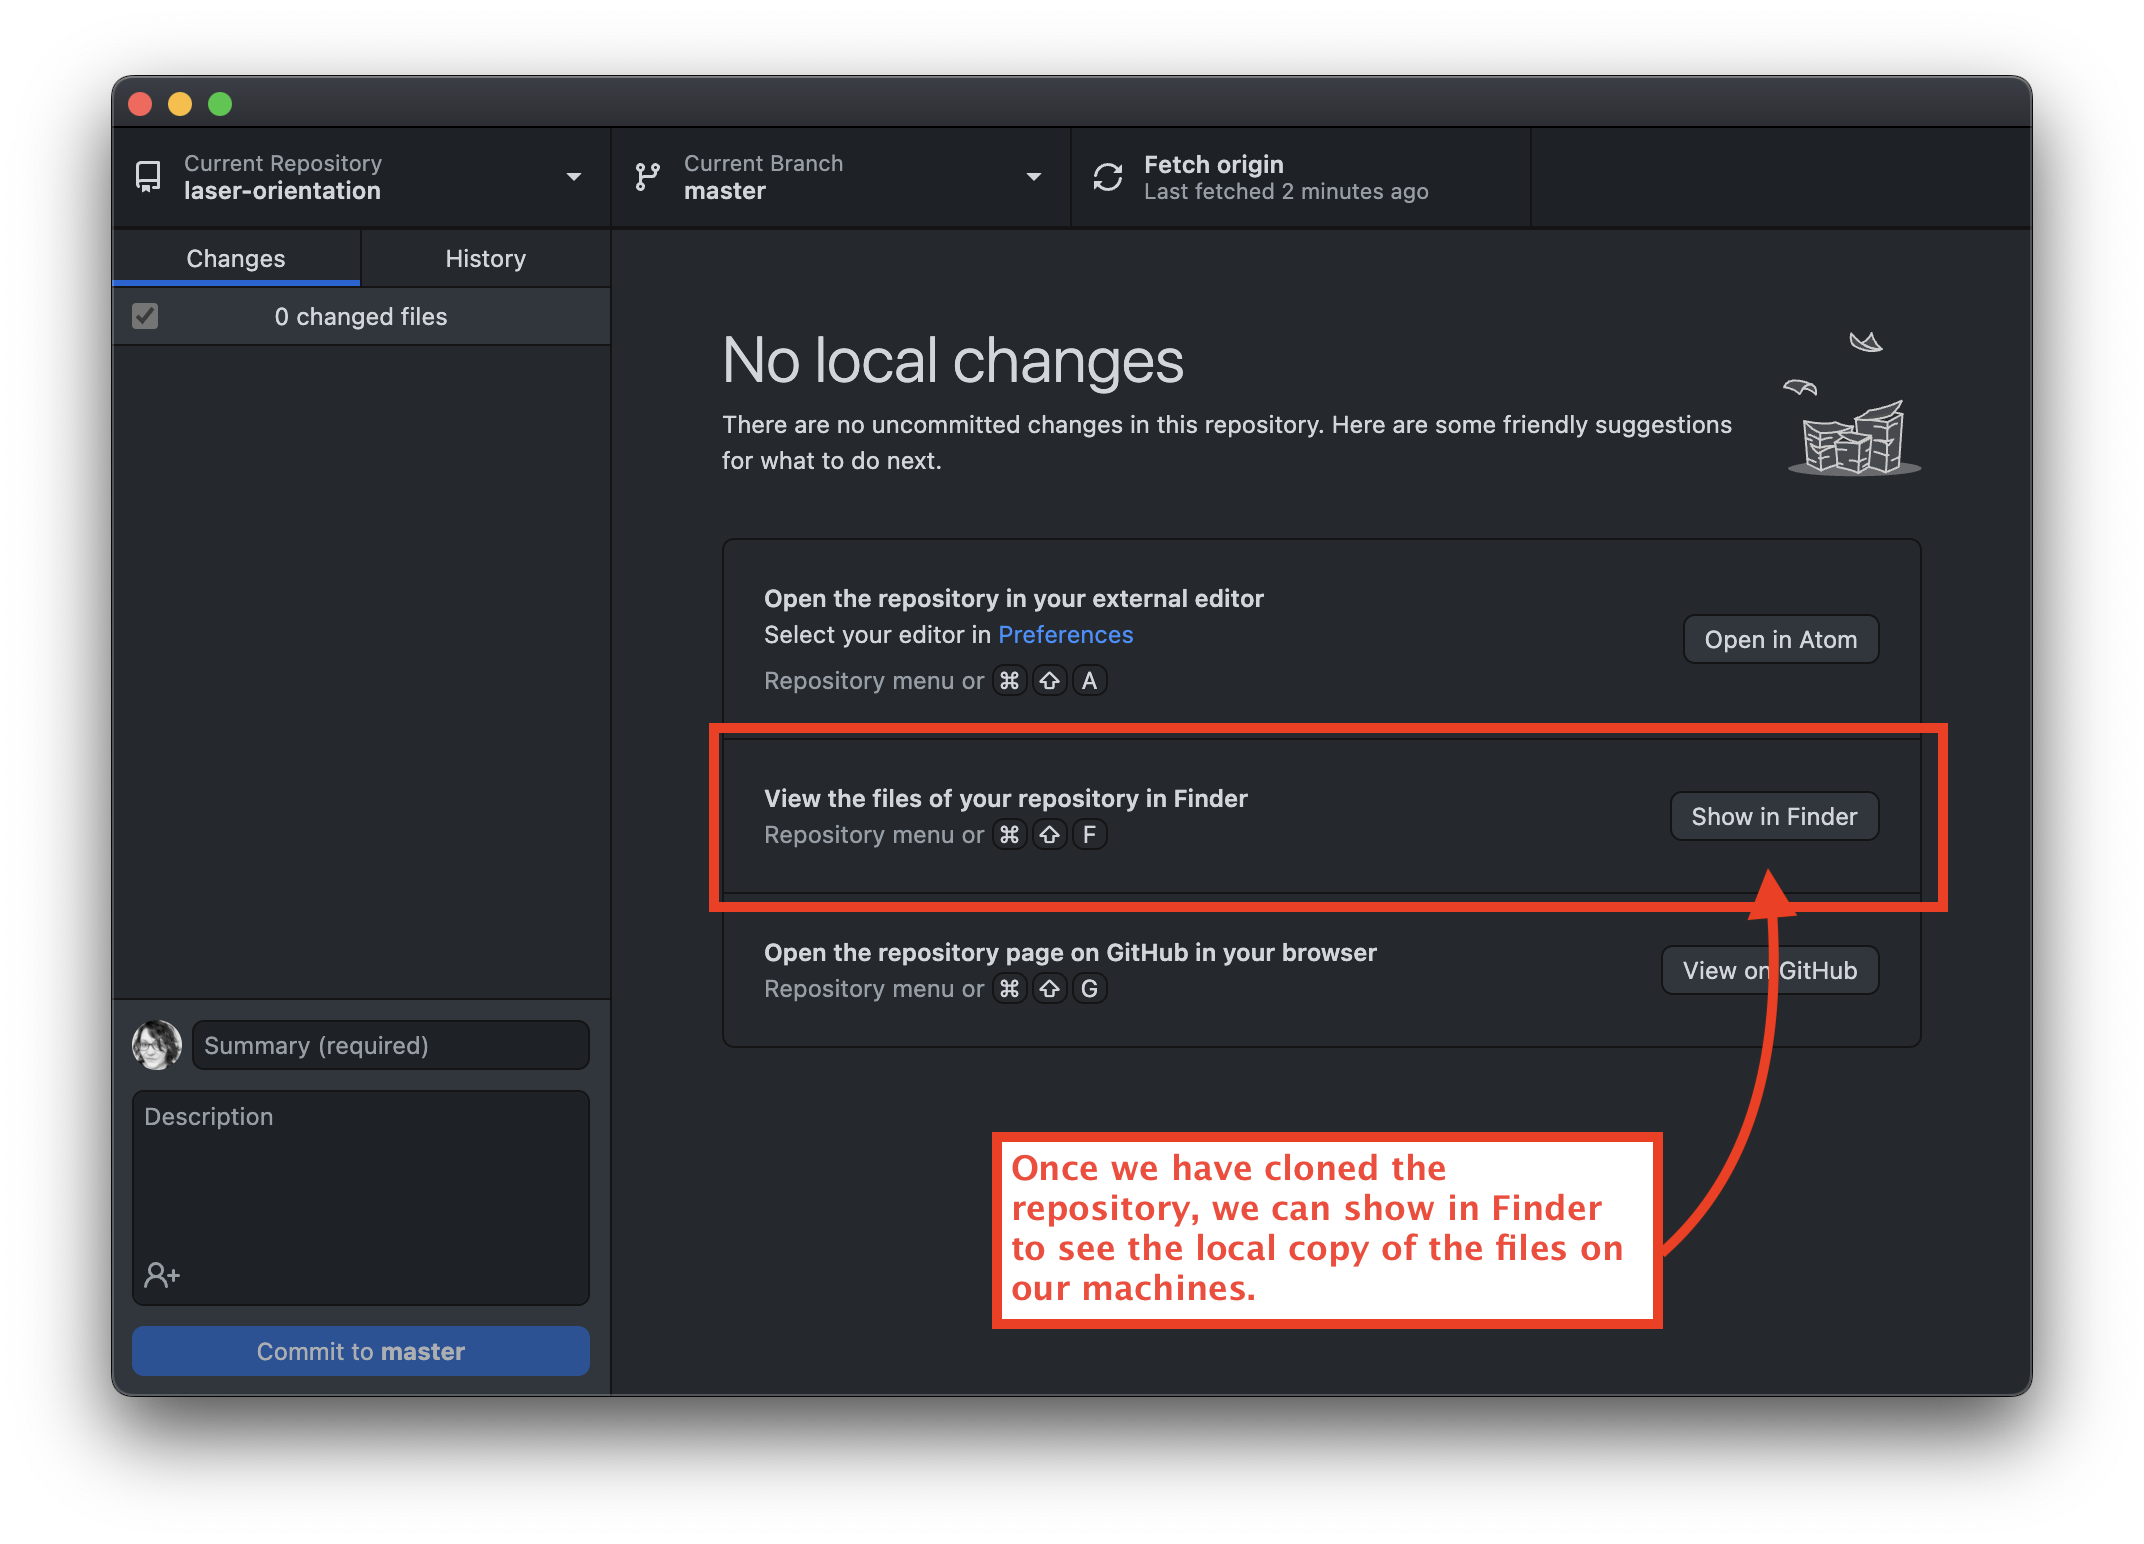 Current Repository
laser-orientation
Current Branch
master
Fetch origin
Last fetched 2 minutes ago
Changes
History
0 changed files
No local changes
There are no uncommitted changes in this repository. Here are some friendly suggestions
for what to do next.
Open the repository in your external editor
Select your editor in Preferences
Repository menu or ⌘ ⇧ A
Open in Atom
View the files of your repository in Finder
Repository menu or ⌘ ⇧ F
Show in Finder
Open the repository page on GitHub in your browser
Repository menu or ⌘ ⇧ G
View on GitHub
Summary (required)
Description
Commit to master
Once we have cloned the
repository, we can show in Finder
to see the local copy of the files on
our machines.